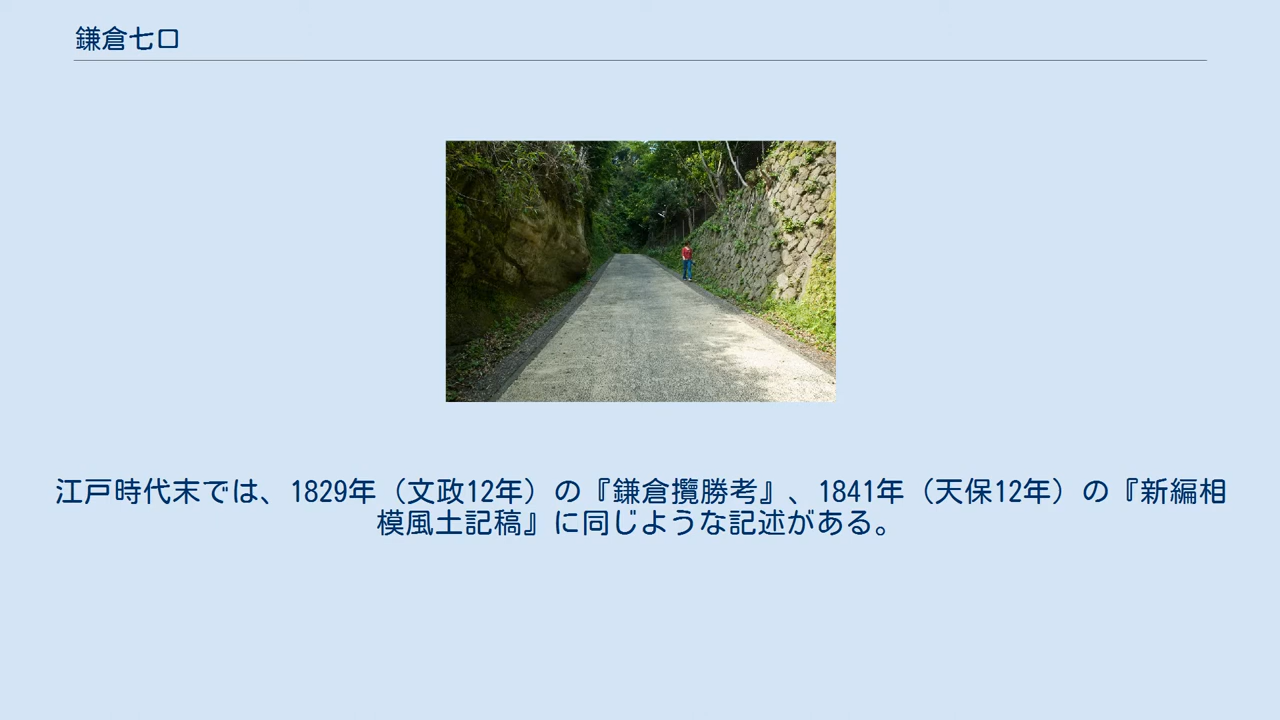 鎌倉七口
江戸時代末では、1829年（文政12年）の『鎌倉攬勝考』、1841年（天保12年）の『新編相
模風土記稿』に同じような記述がある。